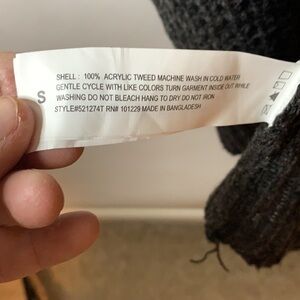 SHELL : 100% ACRYLIC TWEED MACHINE WASH IN COLD WATER
GENTLE CYCLE WITH LIKE COLORS TURN GARMENT INSIDE OUT WHILE
WASHING DO NOT BLEACH HANG TO DRY DO NOT IRON
STYLE#521274T RN# 101229 MADE IN BANGLADESH
S